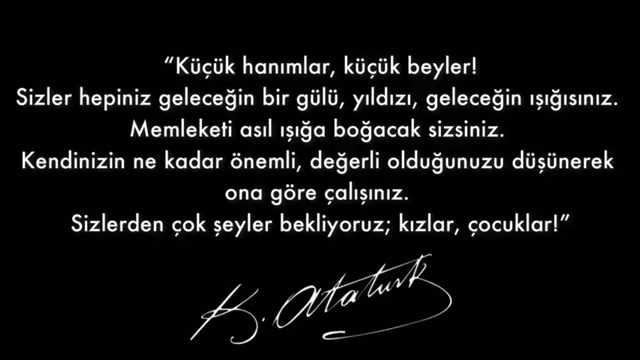 “Küçük hanımlar, küçük beyler!
Sizler hepiniz geleceğin bir gülü, yıldızı, geleceğin ışığısınız.
Memleketi asıl ışığa boğacak sizsiniz.
Kendinizin ne kadar önemli, değerli olduğunuzu düşünerek
ona göre çalışınız.
Sizlerden çok şeyler bekliyoruz; kızlar, çocuklar!”
K. Atatürk